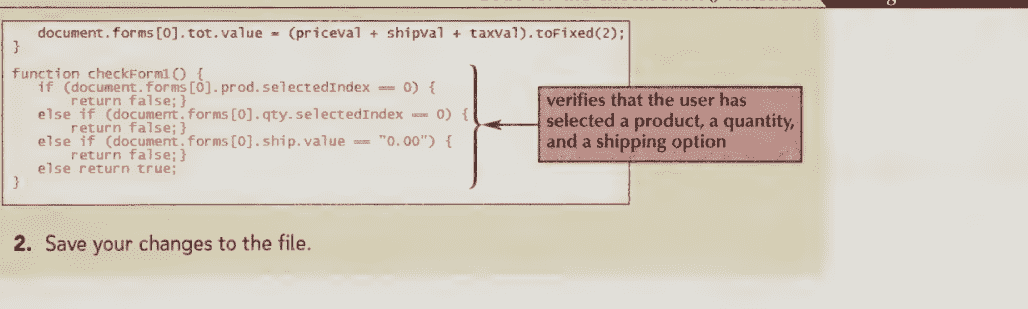 document.forms[0].tot.value = (priceVal + shipVal + taxVal).toFixed(2);
}
function checkForm1() {
if (document.forms[0].prod.selectedIndex == 0) {
return false;}
else if (document.forms[0].qty.selectedIndex == 0) {
return false;}
else if (document.forms[0].ship.value == "0.00") {
return false;}
else return true;
}
verifies that the user has
selected a product, a quantity,
and a shipping option
2. Save your changes to the file.